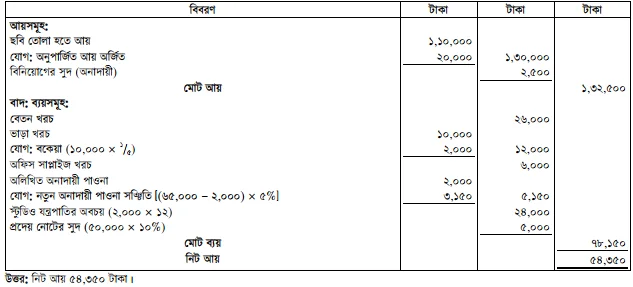 বিবরণ টাকা টাকা টাকা
আয়সমূহ:
ছবি তোলা হতে আয় ১,১০,০০০
যোগ: অনুপার্জিত আয় অর্জিত ২০,০০০ ১,৩০,০০০
বিনিয়োগের সুদ (অনাদায়ী) ২,৫০০
মোট আয় ১,৩২,৫০০
বাদ: ব্যয়সমূহ:
বেতন খরচ ২৬,০০০
ভাড়া খরচ ১০,০০০
যোগ: বকেয়া (১০,০০০ × ১/৫) ২,০০০ ১২,০০০
অফিস সাপ্লাইজ খরচ ৬,০০০
অলিখিত অনাদায়ী পাওনা ২,০০০
যোগ: নতুন অনাদায়ী পাওনা সঞ্চিতি [(৬৫,০০০ – ২,০০০) × ৫%] ৩,১৫০ ৫,১৫০
স্টুডিও যন্ত্রপাতির অবচয় (২,০০০ × ১২) ২৪,০০০
প্রদেয় নোটের সুদ (৫০,০০০ × ১০%) ৫,০০০
মোট ব্যয় ৭৮,১৫০
নিট আয় ৫৪,৩৫০
উত্তর: নিট আয় ৫৪,৩৫০ টাকা।